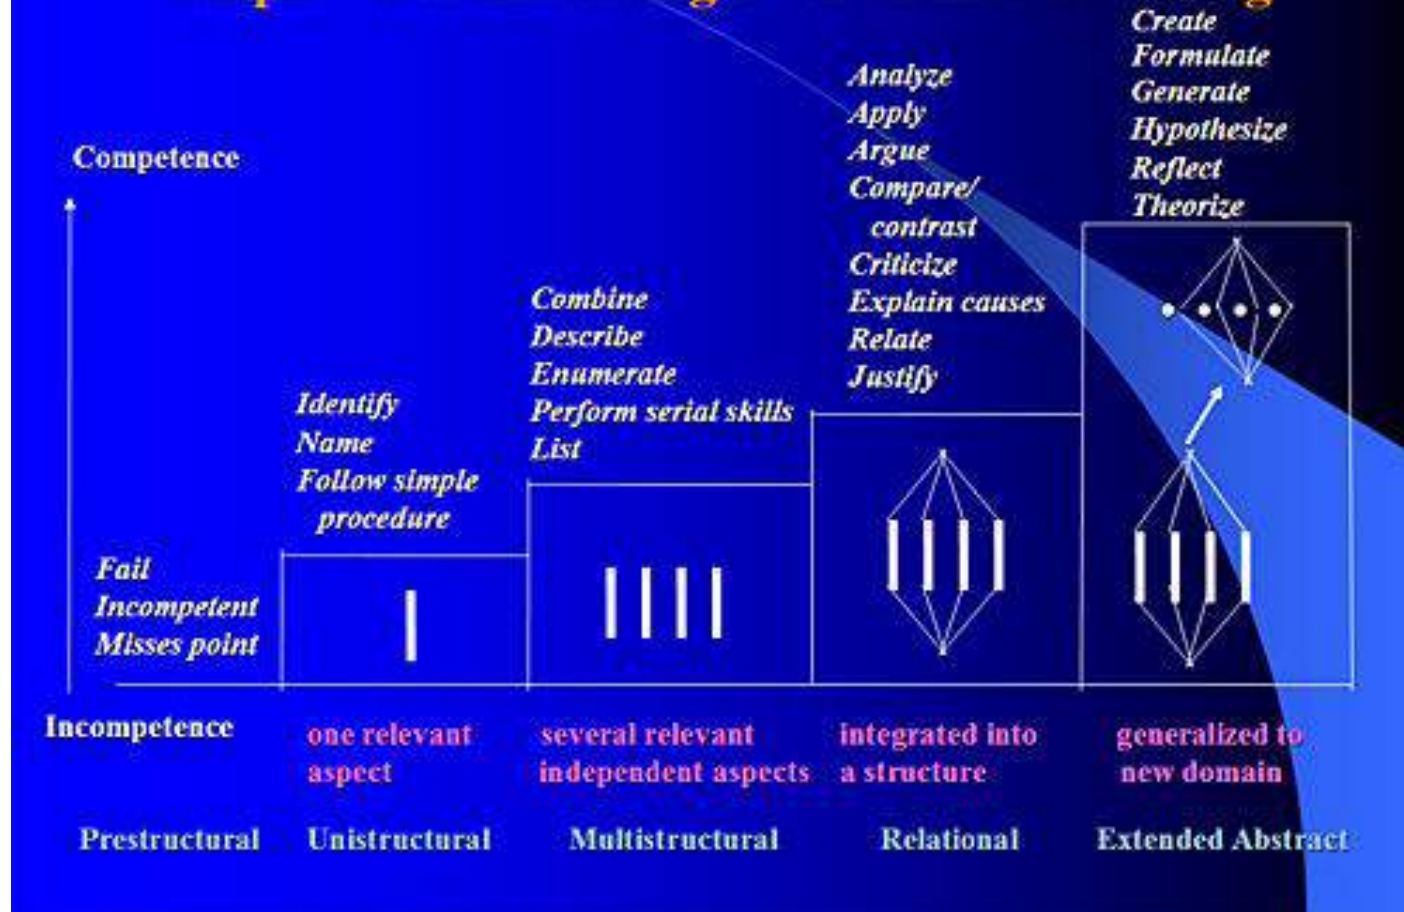 Competence
Fail
Incompetent
Misses point
Identify
Name
Follow simple
procedure
Combine
Describe
Enumerate
Perform serial skills
List
Analyze
Apply
Argue
Compare/
contrast
Criticize
Explain causes
Relate
Justify
Create
Formulate
Generate
Hypothesize
Reflect
Theorize
Incompetence
one relevant
aspect
several relevant
independent aspects
integrated into
a structure
generalized to
new domain
Prestructural
Unistructural
Multistructural
Relational
Extended Abstract